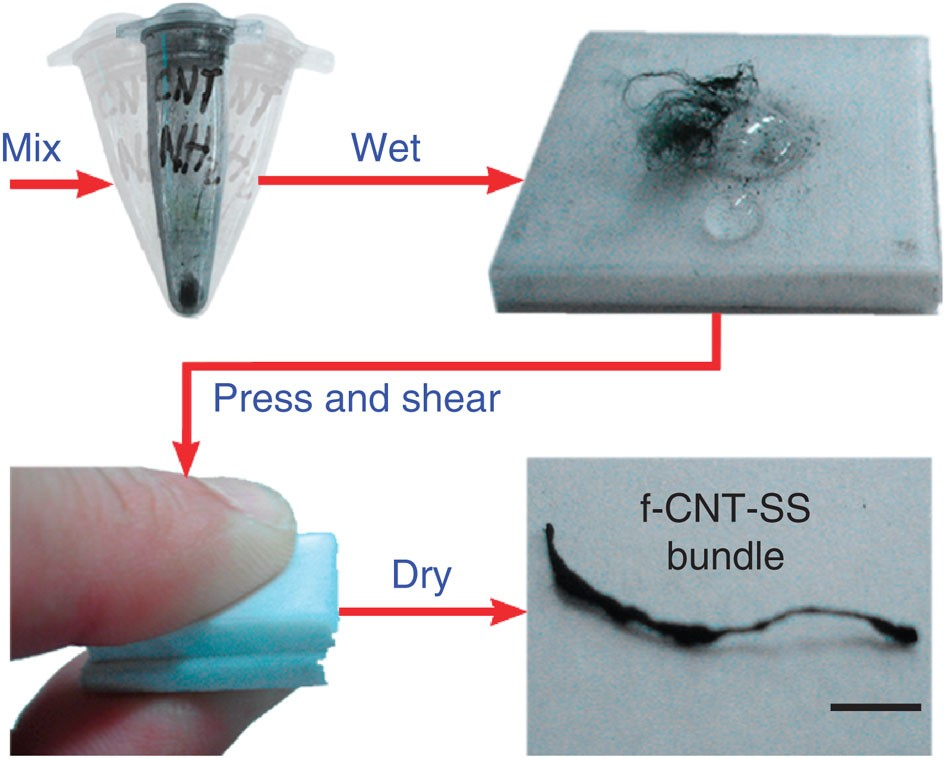 Mix
CNT
NH2
Wet
Press and shear
Dry
f-CNT-SS
bundle